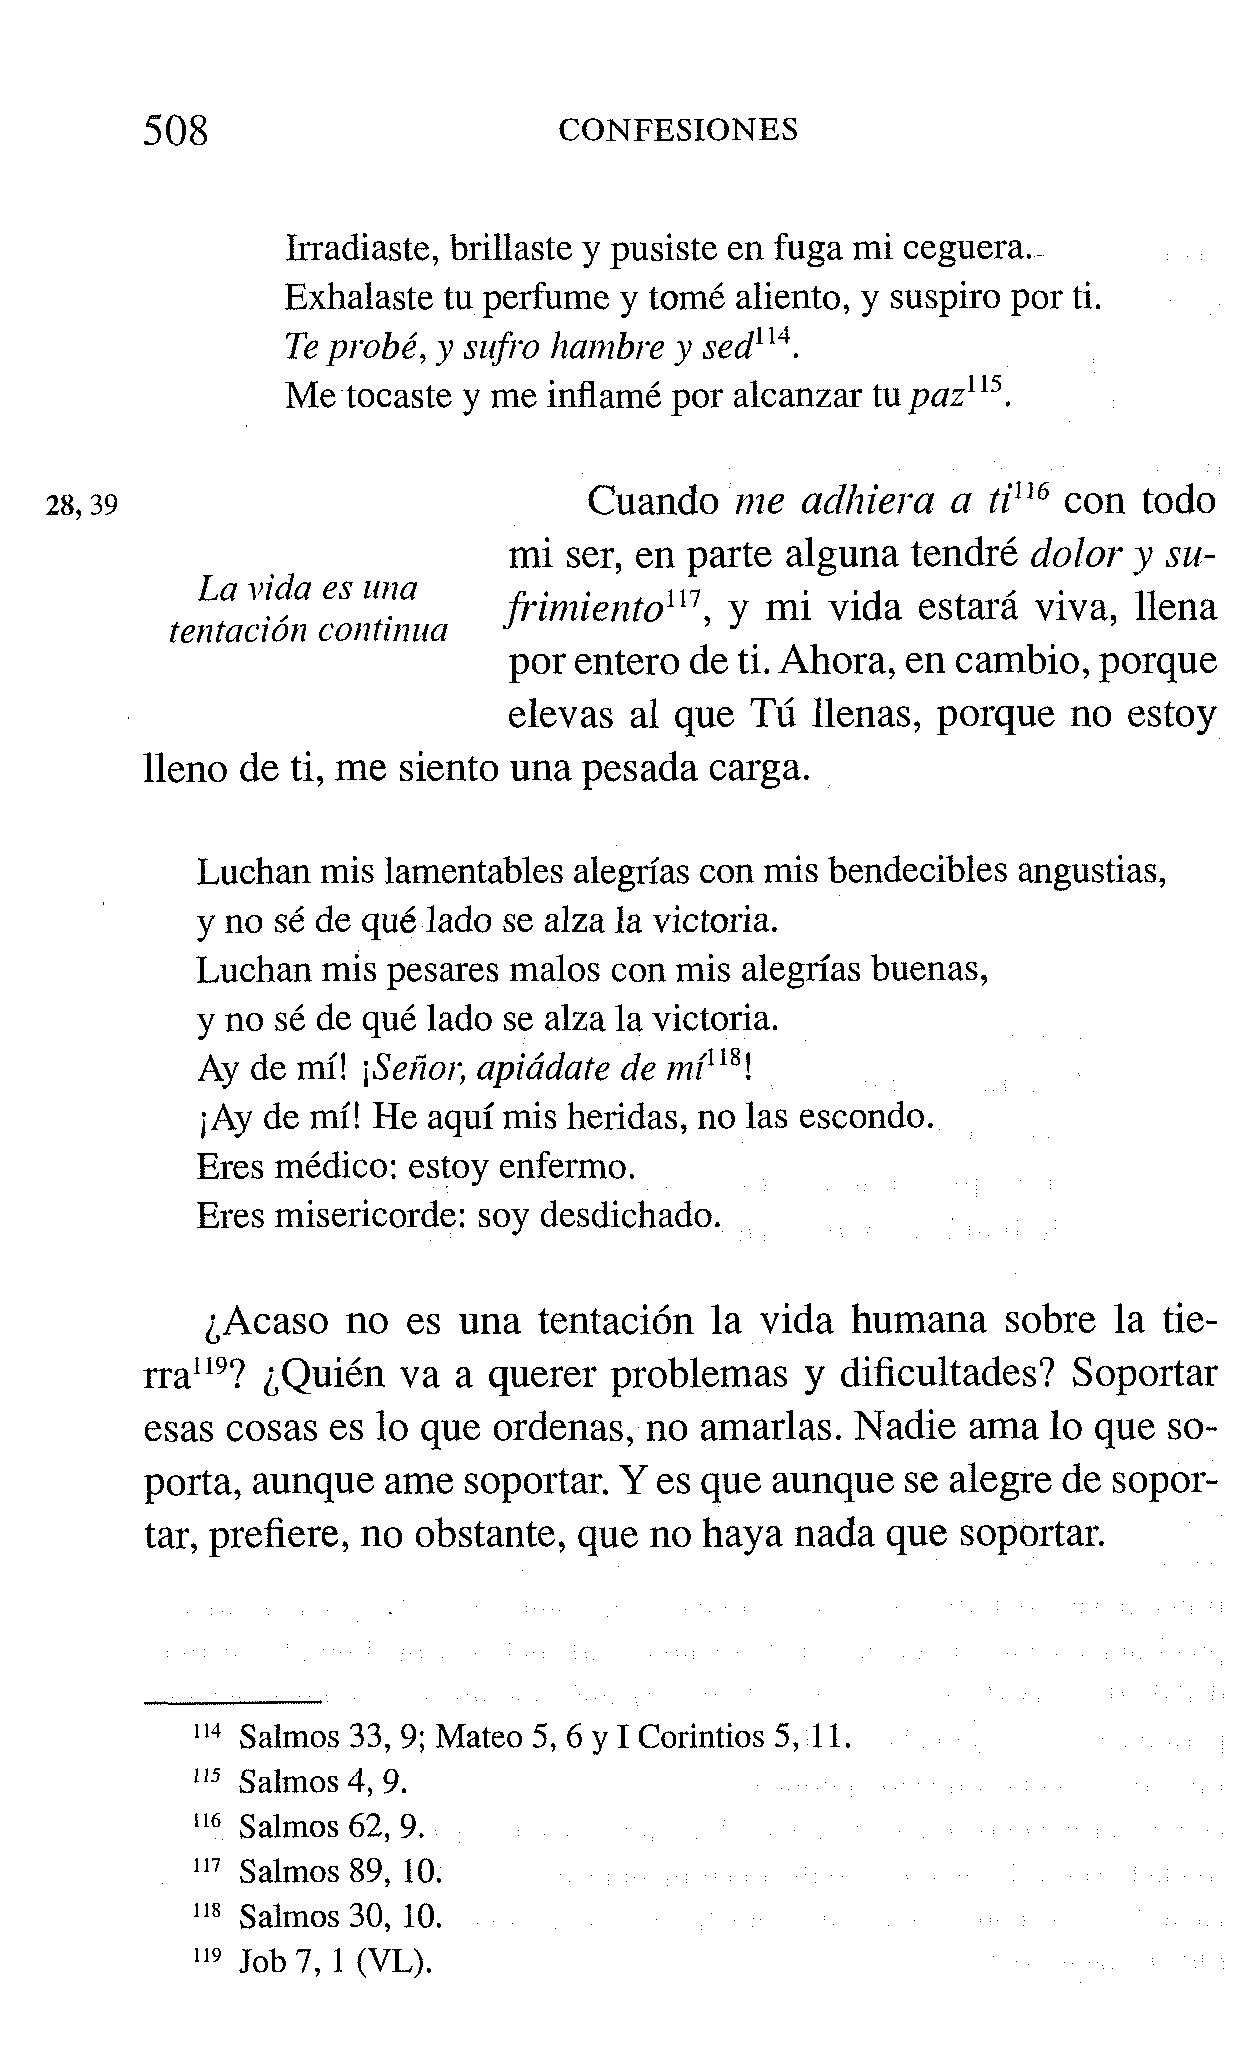 508 CONFESIONES
Irradiaste, brillaste y pusiste en fuga mi ceguera.
Exhalaste tu perfume y tomé aliento, y suspiro por ti.
Te probé, y sufro hambre y sed¹¹⁴.
Me tocaste y me inflamé por alcanzar tu paz¹¹⁵.
28, 39
La vida es una
tentación continua
Cuando me adhiera a ti¹¹⁶ con todo
mi ser, en parte alguna tendré dolor y su-
frimiento¹¹⁷, y mi vida estará viva, llena
por entero de ti. Ahora, en cambio, porque
elevas al que Tú llenas, porque no estoy
lleno de ti, me siento una pesada carga.
Luchan mis lamentables alegrías con mis bendecibles angustias,
y no sé de qué lado se alza la victoria.
Luchan mis pesares malos con mis alegrías buenas,
y no sé de qué lado se alza la victoria.
Ay de mí! ¡Señor, apiádate de mí¹¹⁸!
¡Ay de mí! He aquí mis heridas, no las escondo.
Eres médico: estoy enfermo.
Eres misericorde: soy desdichado.
¿Acaso no es una tentación la vida humana sobre la tie-
rra¹¹⁹? ¿Quién va a querer problemas y dificultades? Soportar
esas cosas es lo que ordenas, no amarlas. Nadie ama lo que so-
porta, aunque ame soportar. Y es que aunque se alegre de sopor-
tar, prefiere, no obstante, que no haya nada que soportar.
¹¹⁴ Salmos 33, 9; Mateo 5, 6 y I Corintios 5, 11.
¹¹⁵ Salmos 4, 9.
¹¹⁶ Salmos 62, 9.
¹¹⁷ Salmos 89, 10.
¹¹⁸ Salmos 30, 10.
¹¹⁹ Job 7, 1 (VL).